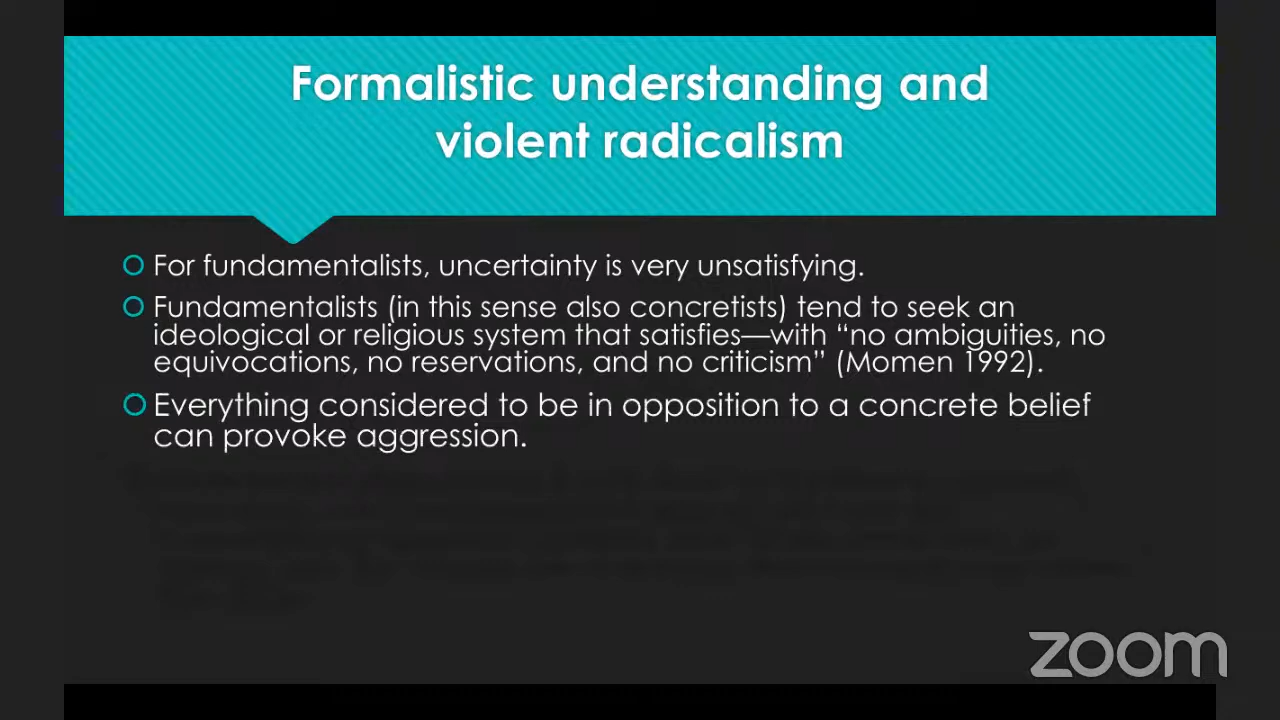 Formalistic understanding and
violent radicalism
For fundamentalists, uncertainty is very unsatisfying.
Fundamentalists (in this sense also concretists) tend to seek an
ideological or religious system that satisfies—with “no ambiguities, no
equivocations, no reservations, and no criticism” (Momen 1992).
Everything considered to be in opposition to a concrete belief
can provoke aggression.
zoom